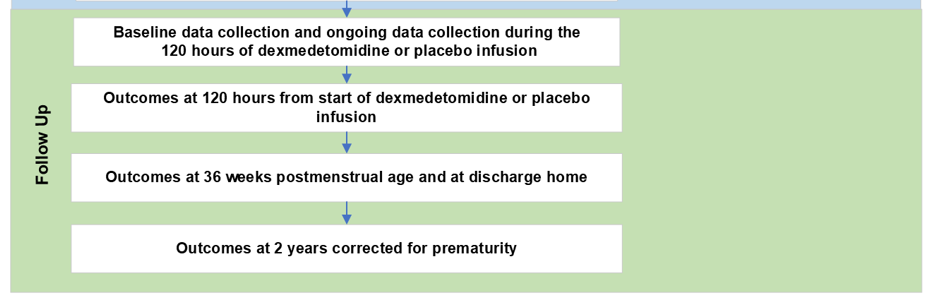 Follow Up
Baseline data collection and ongoing data collection during the
120 hours of dexmedetomidine or placebo infusion
Outcomes at 120 hours from start of dexmedetomidine or placebo
infusion
Outcomes at 36 weeks postmenstrual age and at discharge home
Outcomes at 2 years corrected for prematurity